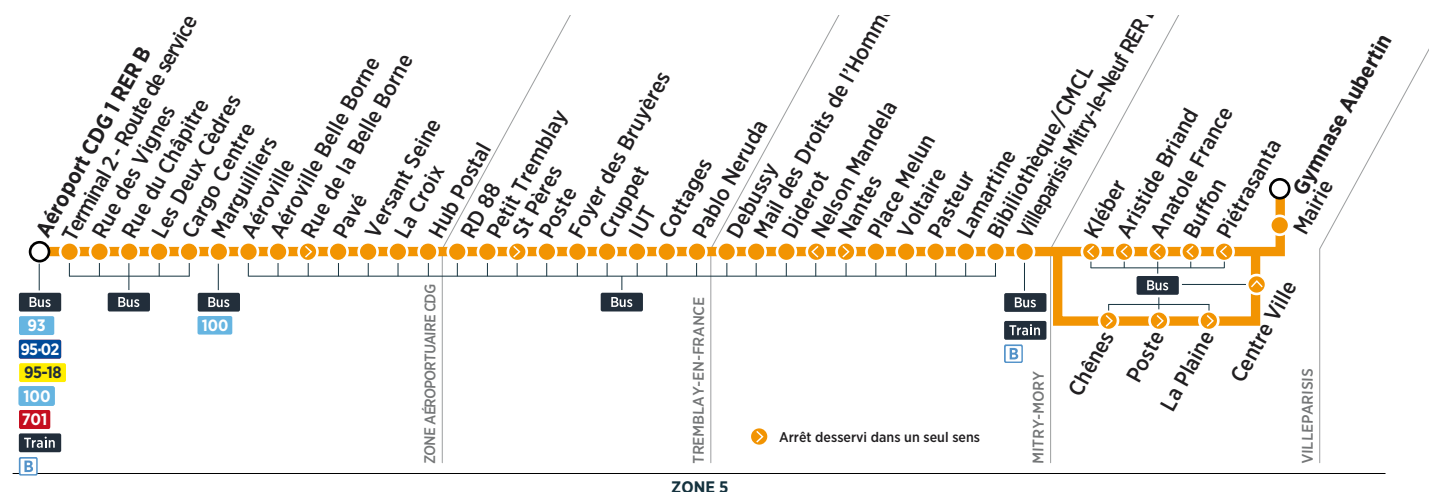 Aéroport CDG 1 RER B
Terminal 2 - Route de service
Rue des Vignes
Rue du Châpitre
Les Deux Cèdres
Cargo Centre
Marguilliers
Aéroville
Aéroville Belle Borne
Rue de la Belle Borne
Pavé
Versant Seine
La Croix
Hub Postal
RD 88
Petit Tremblay
St Pères
Poste
Foyer des Bruyères
Cruppet
IUT
Cottages
Pablo Neruda
Debussy
Mail des Droits de l'Homm
Diderot
Nelson Mandela
Nantes
Place Melun
Voltaire
Pasteur
Lamartine
Bibiliothèque/CMCL
Villeparisis Mitry-le-Neuf RER
Kléber
Aristide Briand
Anatole France
Buffon
Piétrasanta
Gymnase Aubertin
Mairie
Bus
93
95-02
95-18
100
701
Train
B
Bus
Bus
100
Bus
Bus
Train
B
Bus
Chênes
Poste
La Plaine
Centre Ville
ZONE AÉROPORTUAIRE CDG
TREMBLAY-EN-FRANCE
MITRY-MORY
VILLEPARISIS
Arrêt desservi dans un seul sens
ZONE 5